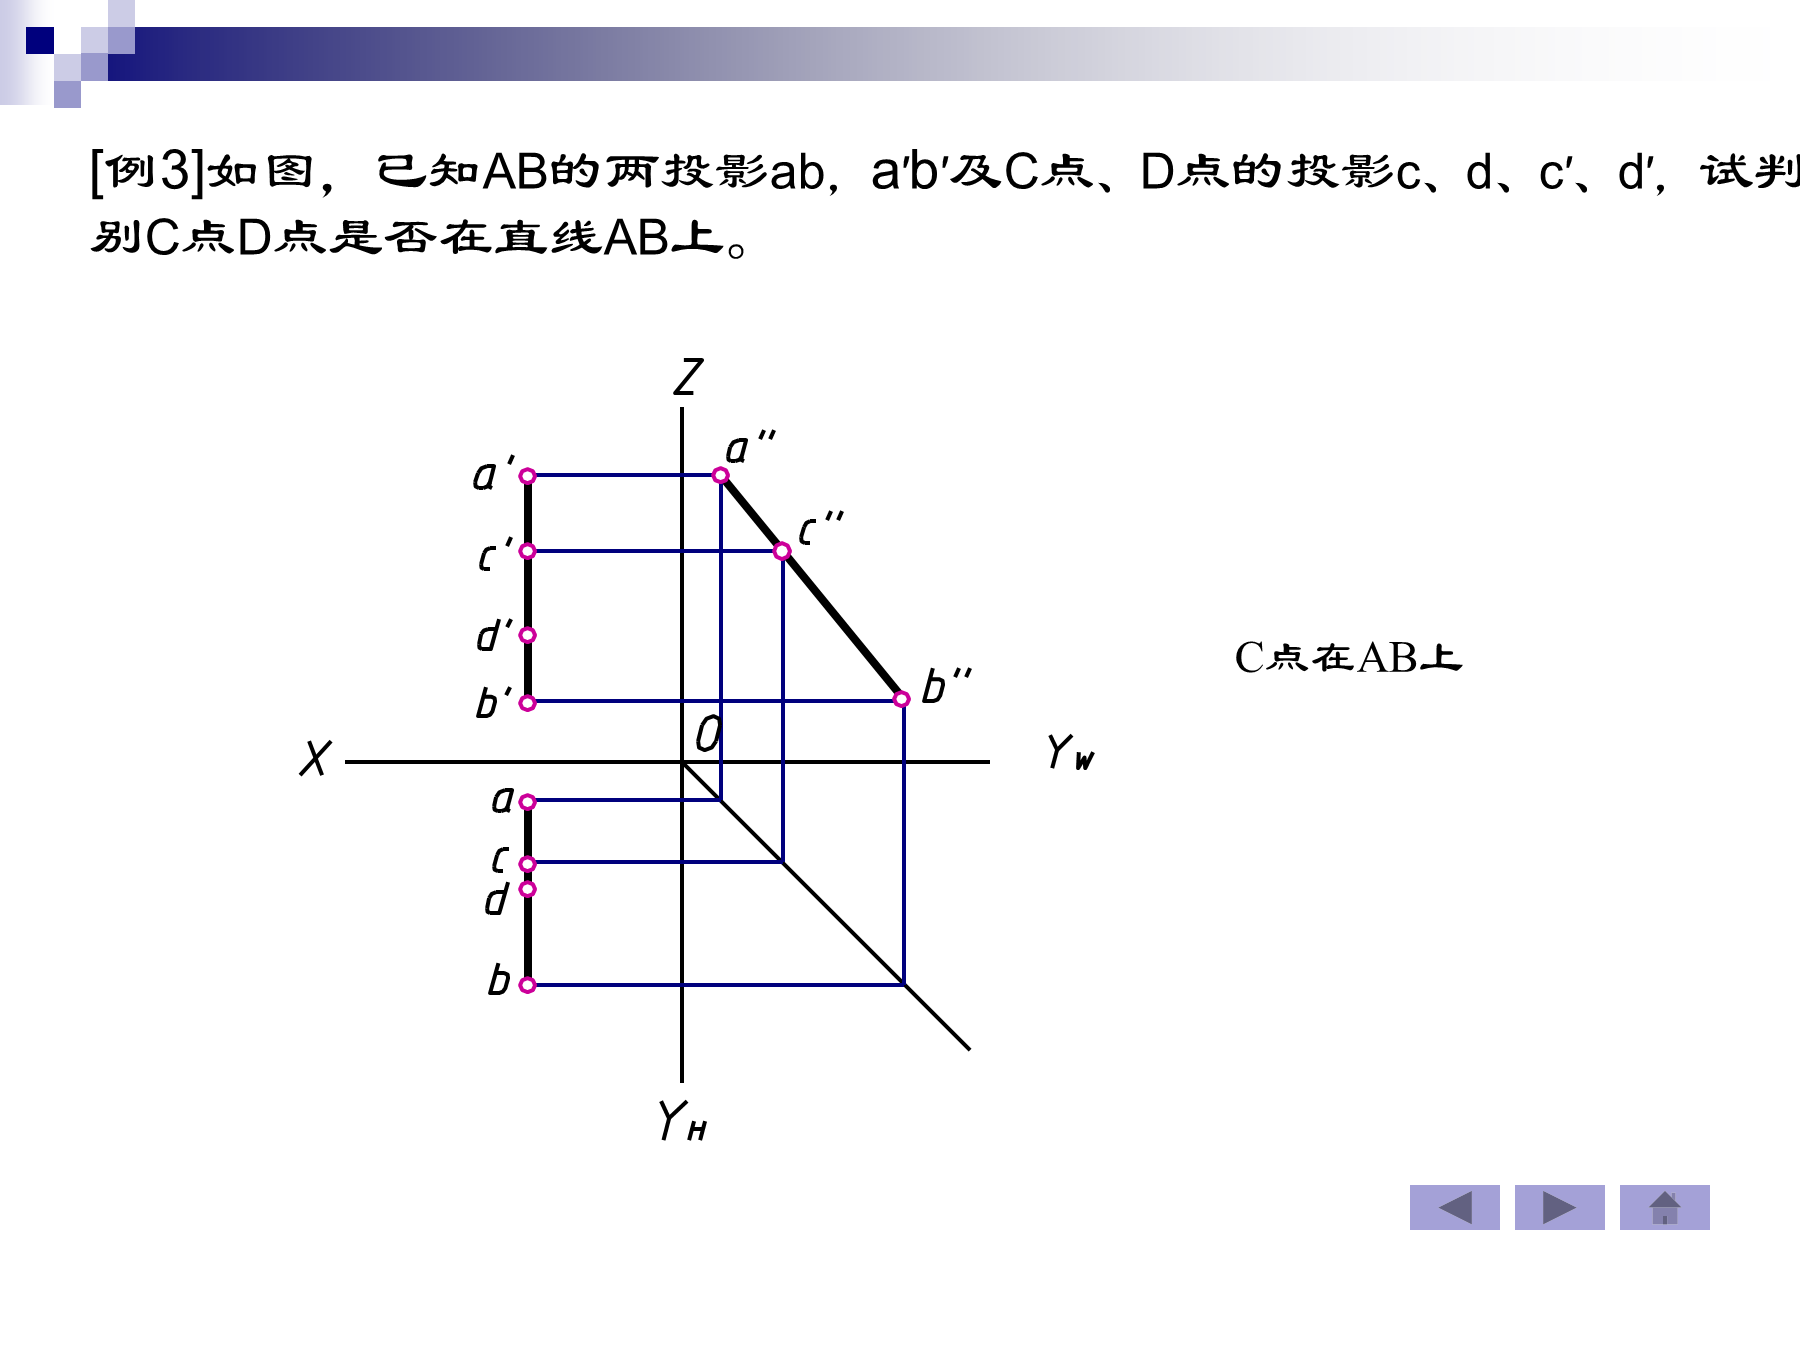 [例3]如图，已知AB的两投影ab，a′b′及C点、D点的投影c、d、c′、d′，试判
别C点D点是否在直线AB上。
Z
a′
a″
c′
c″
d′
b′
b″
O
X
YW
a
c
d
b
YH
C点在AB上